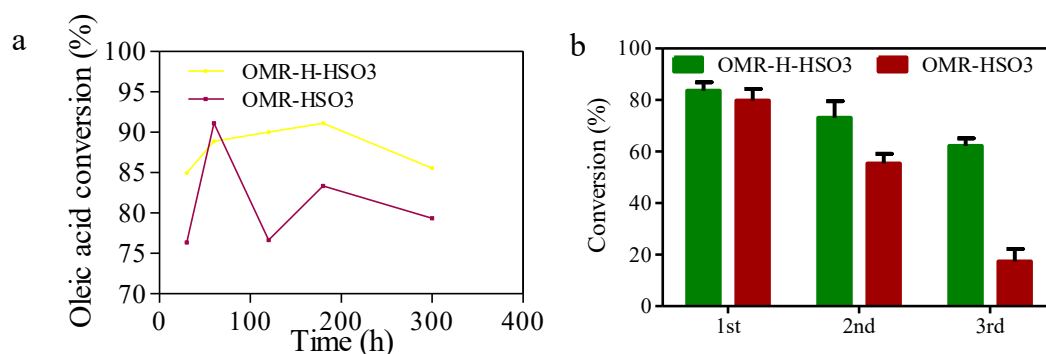 a
Oleic acid conversion (%)
100
95
90
85
80
75
70
OMR-H-HSO3
OMR-HSO3
0
100
200
300
400
Time (h)
b
Conversion (%)
100
80
60
40
20
0
OMR-H-HSO3
OMR-HSO3
1st
2nd
3rd